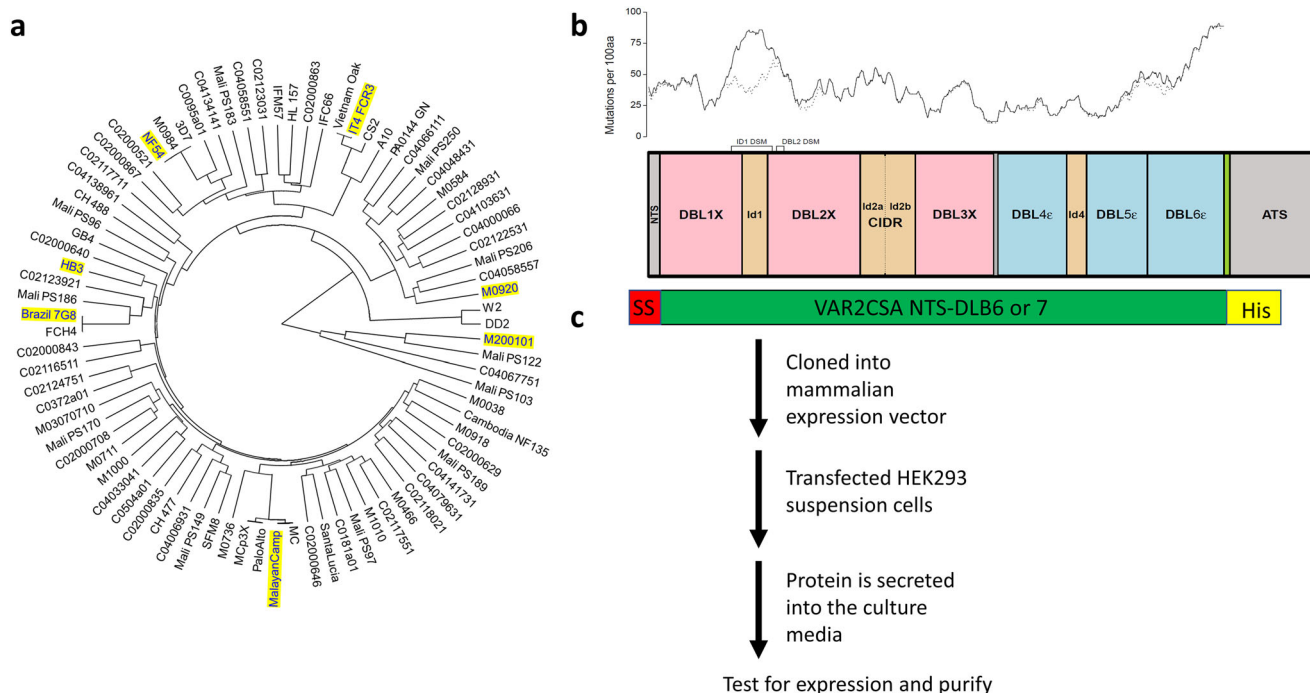 a
Vietnam Oak
IT4 FCR3
CS2
A10
PA0144 GN
C04066111
Mali PS250
C04048431
M0584
C02128931
C04103631
C04000066
C02122531
Mali PS206
C04058557
M0920
W2
DD2
M200101
Mali PS122
C04067751
Mali PS103
M0038
Cambodia NF135
M0918
C02000629
Mali PS189
C04141731
C04079631
C02118021
C02117551
M0466
M1010
Mali PS97
C0181a01
SantaLucia
C02000646
MC
MalayanCamp
PaloAlto
MCp3X
M0736
SFM8
Mali PS149
C04006931
CH 477
C02000835
C0504a01
C04033041
M1000
M0711
C02000708
Mali PS170
M03070710
C0372a01
C02124751
C02116511
C02000843
FCH4
Brazil 7G8
Mali PS186
C02123921
HB3
C02000640
GB4
Mali PS96
CH 488
C04138961
C02117711
C02000867
C02000521
NF54
3D7
M0984
C0095a01
C04134141
Mali PS183
C04058551
C02123031
IFM57
HL 157
C02000863
IFC66
b
Mutations per 100aa
100
75
50
25
0
ID1 DSM
DBL2 DSM
NTS
DBL1X
Id1
DBL2X
Id2a
Id2b
CIDR
DBL3X
DBL4ε
Id4
DBL5ε
DBL6ε
ATS
SS
VAR2CSA NTS-DLB6 or 7
His
c
Cloned into
mammalian
expression vector
Transfected HEK293
suspension cells
Protein is secreted
into the culture
media
Test for expression and purify